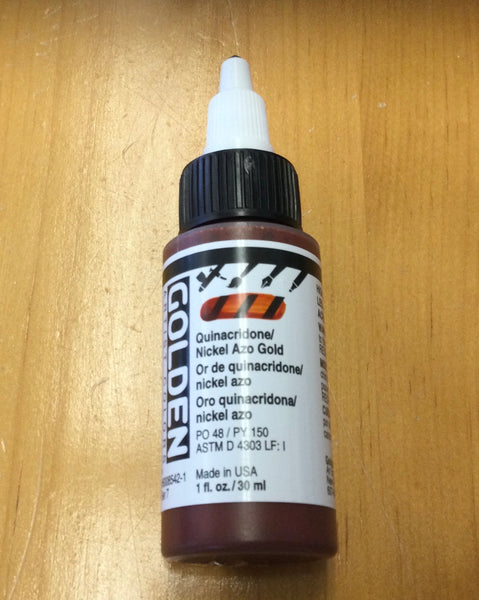 GOLDEN
Quinacridone/
Nickel Azo Gold
Or de quinacridone/
nickel azo
Oro quinacridona/
nickel azo
PO 48 / PY 150
ASTM D 4303 LF: I
Made in USA
1 fl. oz./30 ml